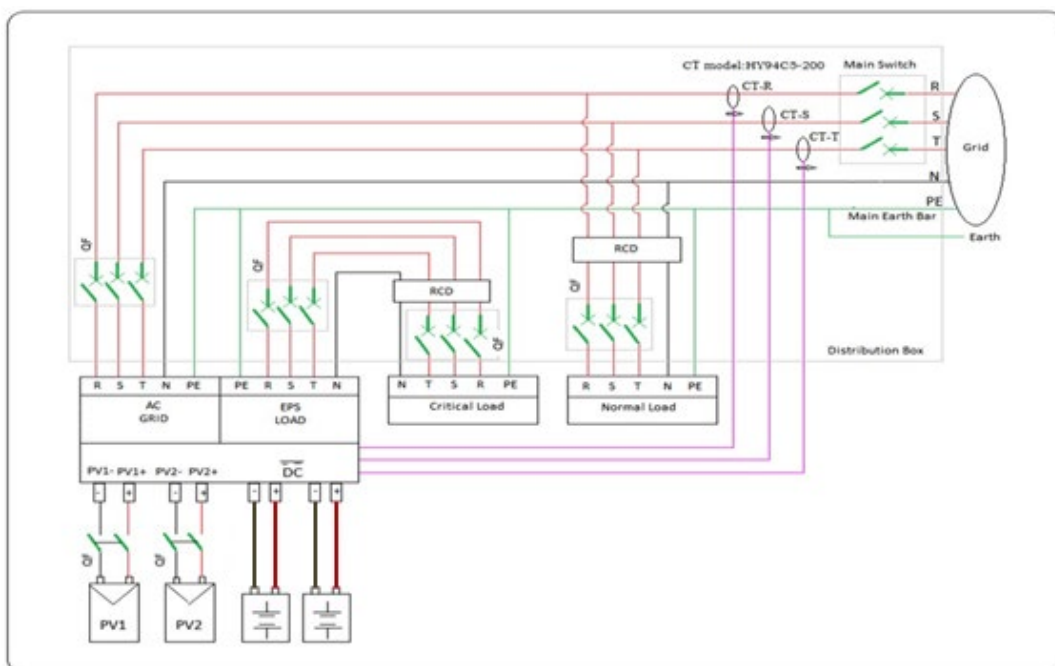 CT model:HY94C5-200
Main Switch
CT-R
R
CT-S
S
CT-T
T
Grid
N
PE
Main Earth Bar
Earth
QF
QF
RCD
RCD
QF
QF
Distribution Box
R S T N PE
PE R S T N
N T S R PE
R S T N PE
AC
GRID
EPS
LOAD
Critical Load
Normal Load
PV1- PV1+ PV2- PV2+
DC
- + - + - + - +
QF
QF
PV1
PV2